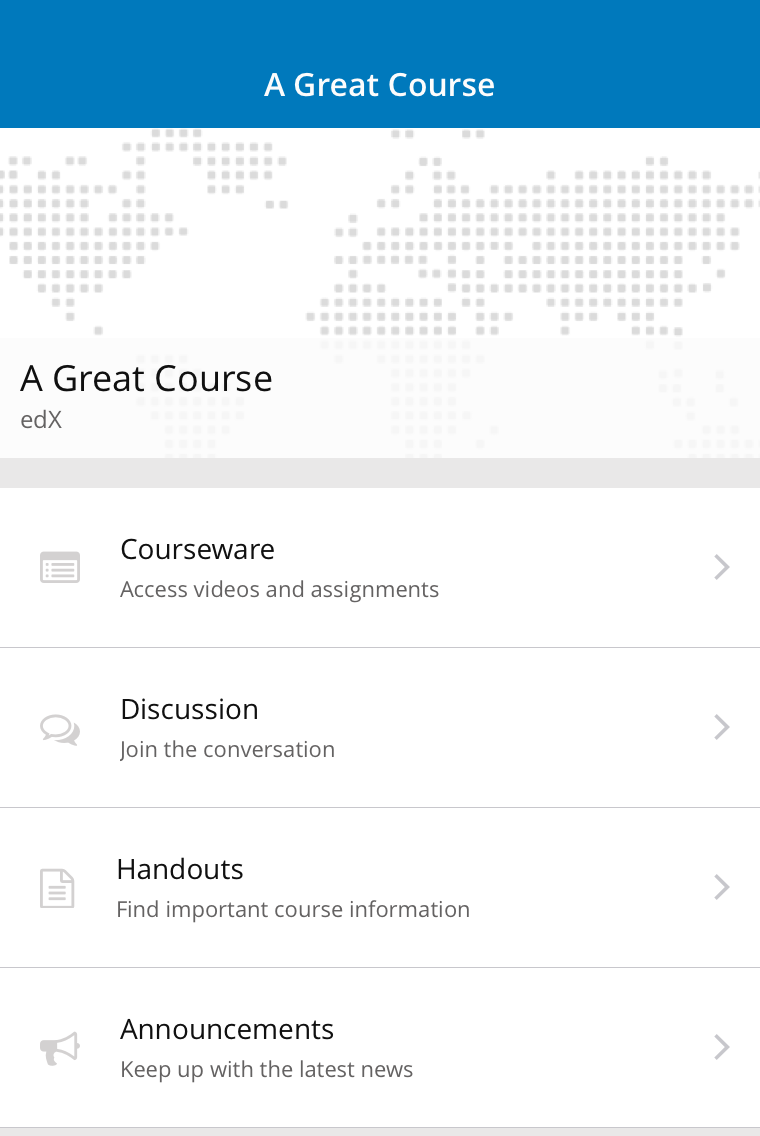 A Great Course
A Great Course
edX
Courseware
Access videos and assignments
Discussion
Join the conversation
Handouts
Find important course information
Announcements
Keep up with the latest news